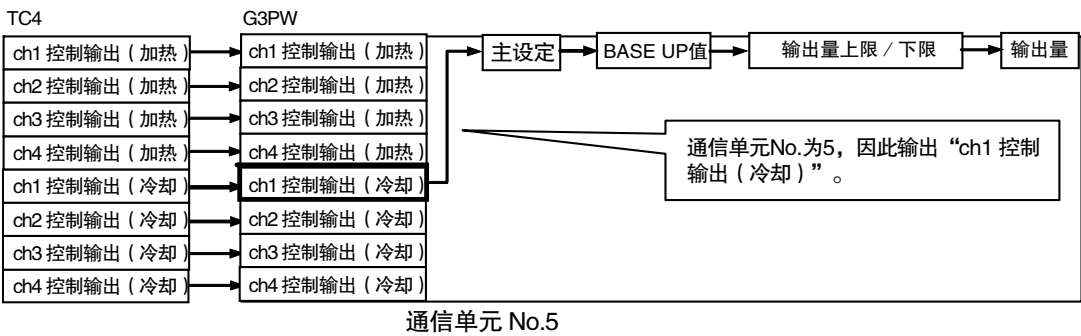 TC4
G3PW
ch1 控制输出（加热）
ch2 控制输出（加热）
ch3 控制输出（加热）
ch4 控制输出（加热）
ch1 控制输出（冷却）
ch2 控制输出（冷却）
ch3 控制输出（冷却）
ch4 控制输出（冷却）
ch1 控制输出（加热）
ch2 控制输出（加热）
ch3 控制输出（加热）
ch4 控制输出（加热）
ch1 控制输出（冷却）
ch2 控制输出（冷却）
ch3 控制输出（冷却）
ch4 控制输出（冷却）
主设定
BASE UP值
输出量上限／下限
输出量
通信单元No.为5，因此输出“ch1 控制
输出（冷却）”。
通信单元 No.5